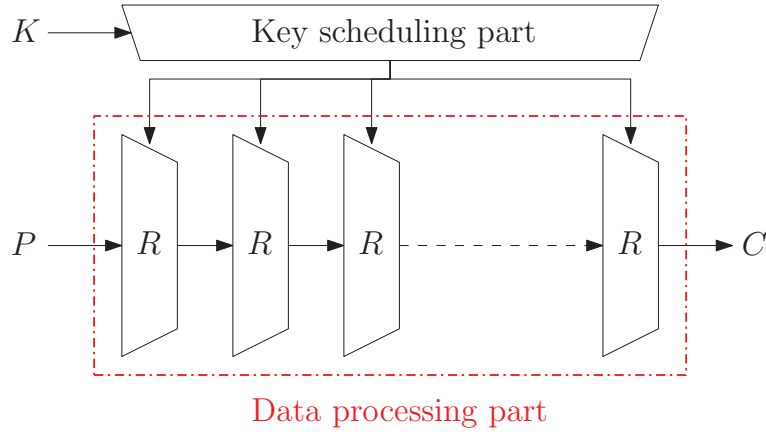 K
Key scheduling part
P
R
R
R
R
C
Data processing part